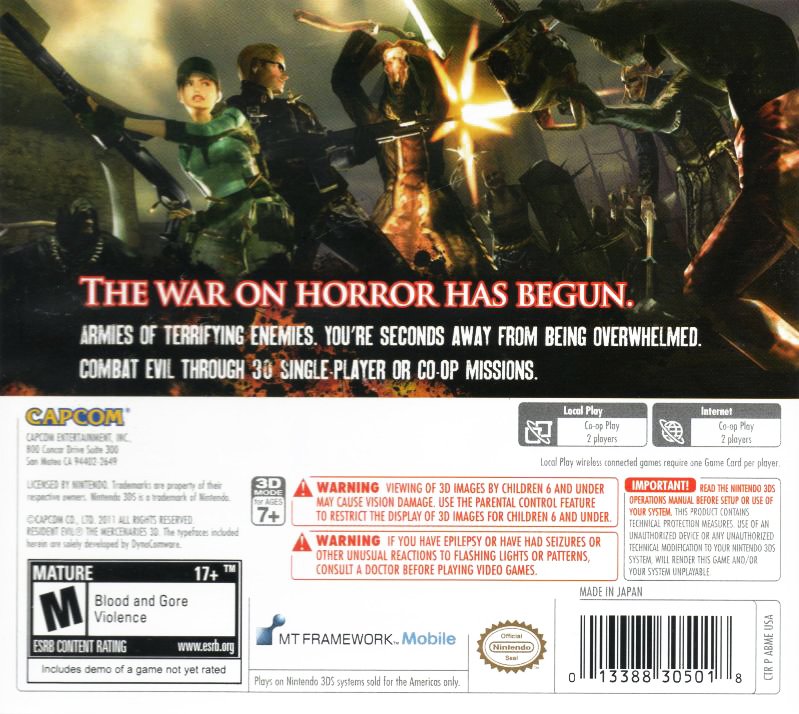 THE WAR ON HORROR HAS BEGUN.
ARMIES OF TERRIFYING ENEMIES. YOU'RE SECONDS AWAY FROM BEING OVERWHELMED.
COMBAT EVIL THROUGH 30 SINGLE-PLAYER OR CO-OP MISSIONS.
CAPCOM®
CAPCOM ENTERTAINMENT, INC.,
800 Concar Drive Suite 300
San Mateo CA 94402-2649
LICENSED BY NINTENDO. Trademarks are property of their
respective owners. Nintendo 3DS is a trademark of Nintendo.
©CAPCOM CO., LTD. 2011 ALL RIGHTS RESERVED.
RESIDENT EVIL® THE MERCENARIES 3D. The typefaces included
herein are solely developed by DynaComware.
MATURE 17+ ™
M
Blood and Gore
Violence
ESRB CONTENT RATING www.esrb.org
Includes demo of a game not yet rated
Local Play
Co-op Play
2 players
Internet
Co-op Play
2 players
Local Play wireless connected games require one Game Card per player.
3D
MODE
for AGES
7+
WARNING VIEWING OF 3D IMAGES BY CHILDREN 6 AND UNDER
MAY CAUSE VISION DAMAGE. USE THE PARENTAL CONTROL FEATURE
TO RESTRICT THE DISPLAY OF 3D IMAGES FOR CHILDREN 6 AND UNDER.
WARNING IF YOU HAVE EPILEPSY OR HAVE HAD SEIZURES OR
OTHER UNUSUAL REACTIONS TO FLASHING LIGHTS OR PATTERNS,
CONSULT A DOCTOR BEFORE PLAYING VIDEO GAMES.
IMPORTANT! READ THE NINTENDO 3DS
OPERATIONS MANUAL BEFORE SETUP OR USE OF
YOUR SYSTEM. THIS PRODUCT CONTAINS
TECHNICAL PROTECTION MEASURES. USE OF AN
UNAUTHORIZED DEVICE OR ANY UNAUTHORIZED
TECHNICAL MODIFICATION TO YOUR NINTENDO 3DS
SYSTEM, WILL RENDER THIS GAME AND/OR
YOUR SYSTEM UNPLAYABLE.
MADE IN JAPAN
MT FRAMEWORK™ Mobile
Official
Nintendo
Seal
Plays on Nintendo 3DS systems sold for the Americas only.
0 13388 30501 8
CTR P ABME USA